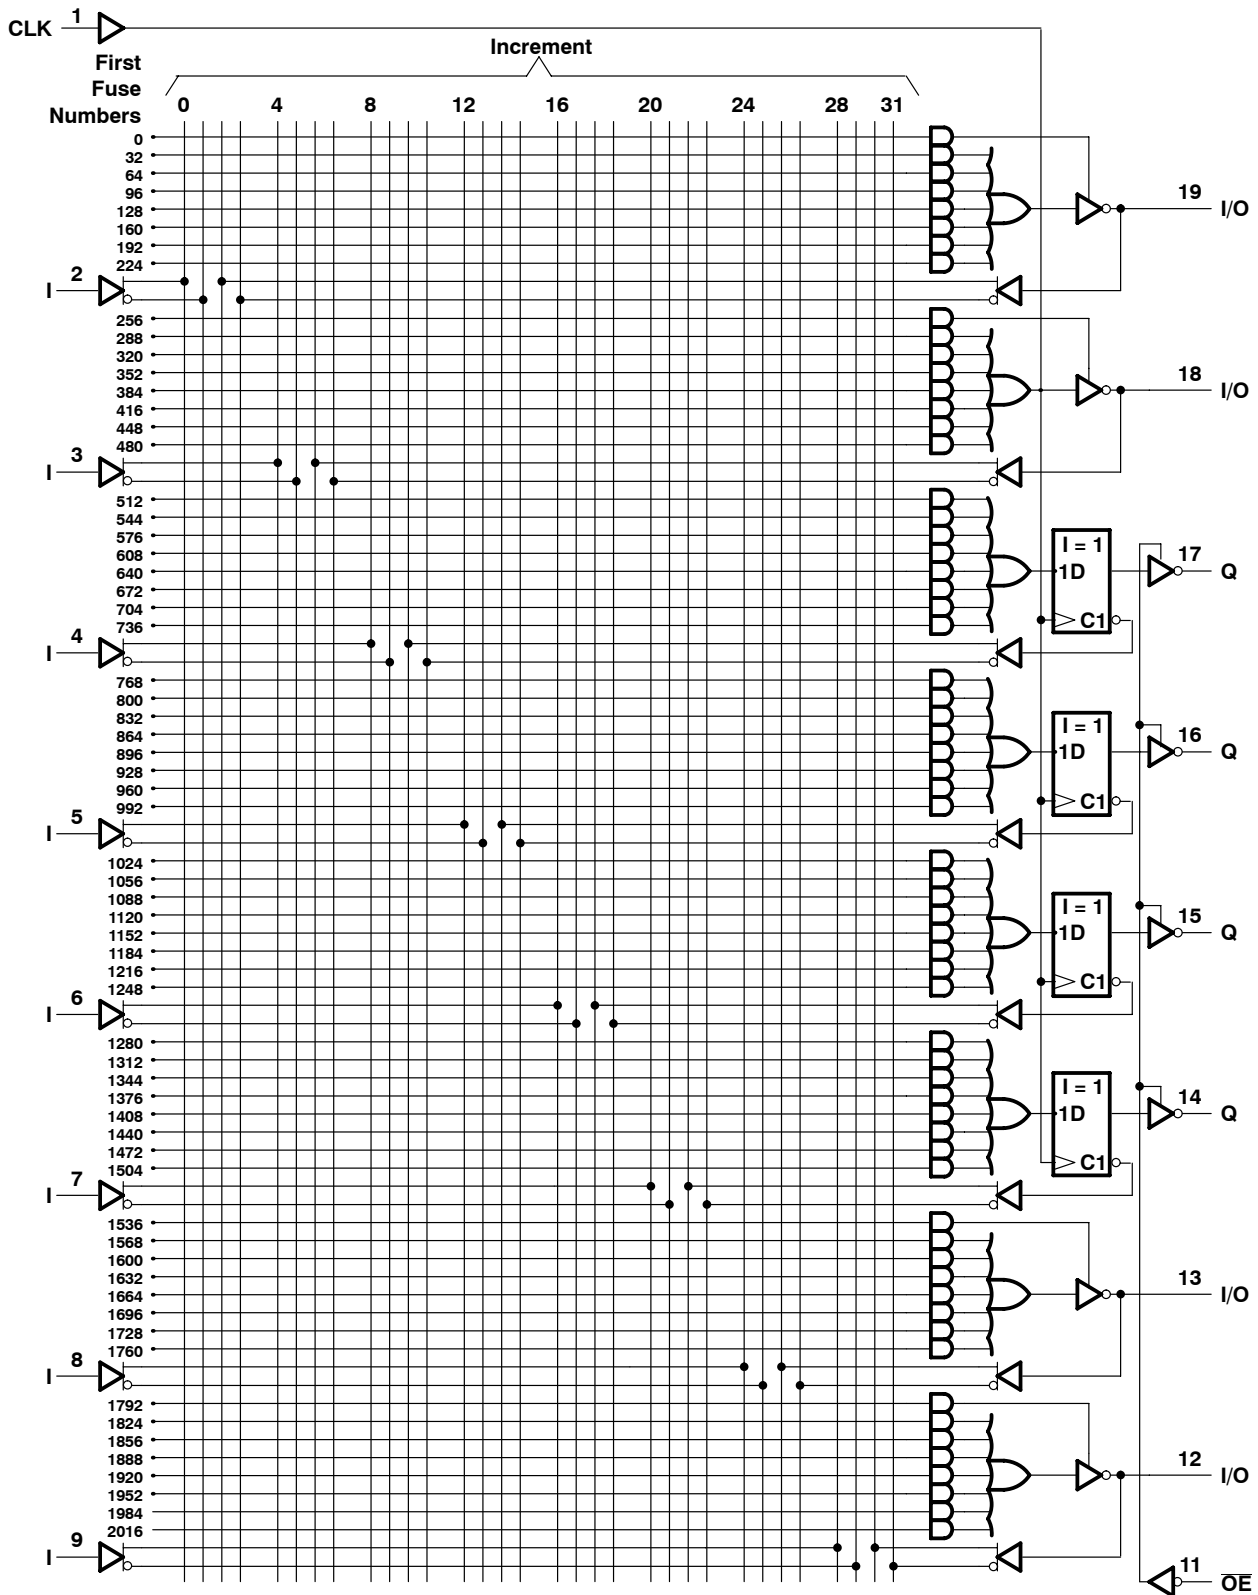 CLK 1
First Fuse Numbers
Increment
0 4 8 12 16 20 24 28 31
0
32
64
96
128
160
192
224
19 I/O
I 2
256
288
320
352
384
416
448
480
18 I/O
I 3
512
544
576
608
640
672
704
736
I = 1
1D
C1
17 Q
I 4
768
800
832
864
896
928
960
992
I = 1
1D
C1
16 Q
I 5
1024
1056
1088
1120
1152
1184
1216
1248
I = 1
1D
C1
15 Q
I 6
1280
1312
1344
1376
1408
1440
1472
1504
I = 1
1D
C1
14 Q
I 7
1536
1568
1600
1632
1664
1696
1728
1760
13 I/O
I 8
1792
1824
1856
1888
1920
1952
1984
2016
12 I/O
I 9
11 OE